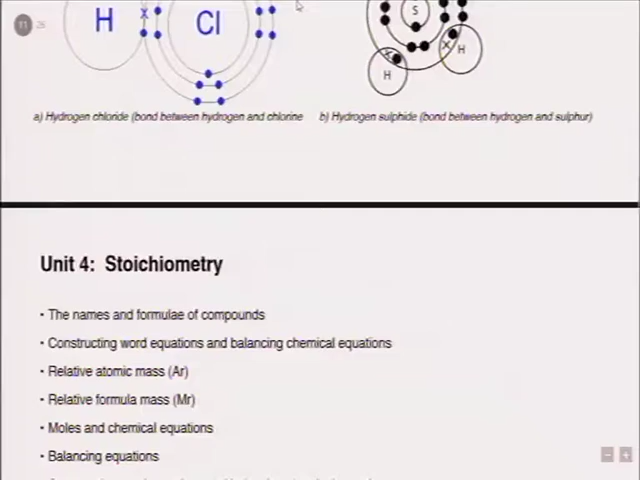 11 26
H Cl S
H
H
a) Hydrogen chloride (bond between hydrogen and chlorine
b) Hydrogen sulphide (bond between hydrogen and sulphur)
Unit 4: Stoichiometry
• The names and formulae of compounds
• Constructing word equations and balancing chemical equations
• Relative atomic mass (Ar)
• Relative formula mass (Mr)
• Moles and chemical equations
• Balancing equations